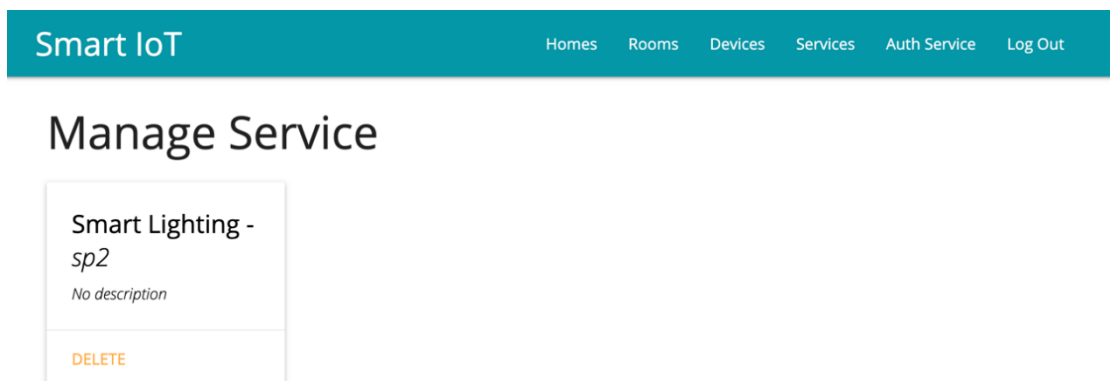 Smart IoT Homes Rooms Devices Services Auth Service Log Out
Manage Service
Smart Lighting -
sp2
No description
DELETE